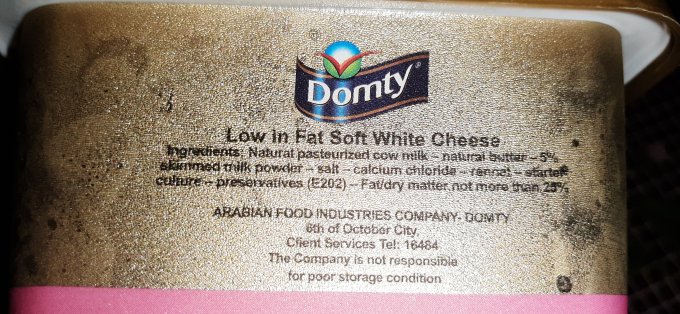 Domty
Low in Fat Soft White Cheese
Ingredients: Natural pasteurized cow milk – natural butter – 5%
skimmed milk powder – salt – calcium chloride – rennet – starter
culture – preservatives (E202) – Fat/dry matter not more than 25%
ARABIAN FOOD INDUSTRIES COMPANY- DOMTY
6th of October City
Client Services Tel: 16484
The Company is not responsible
for poor storage condition